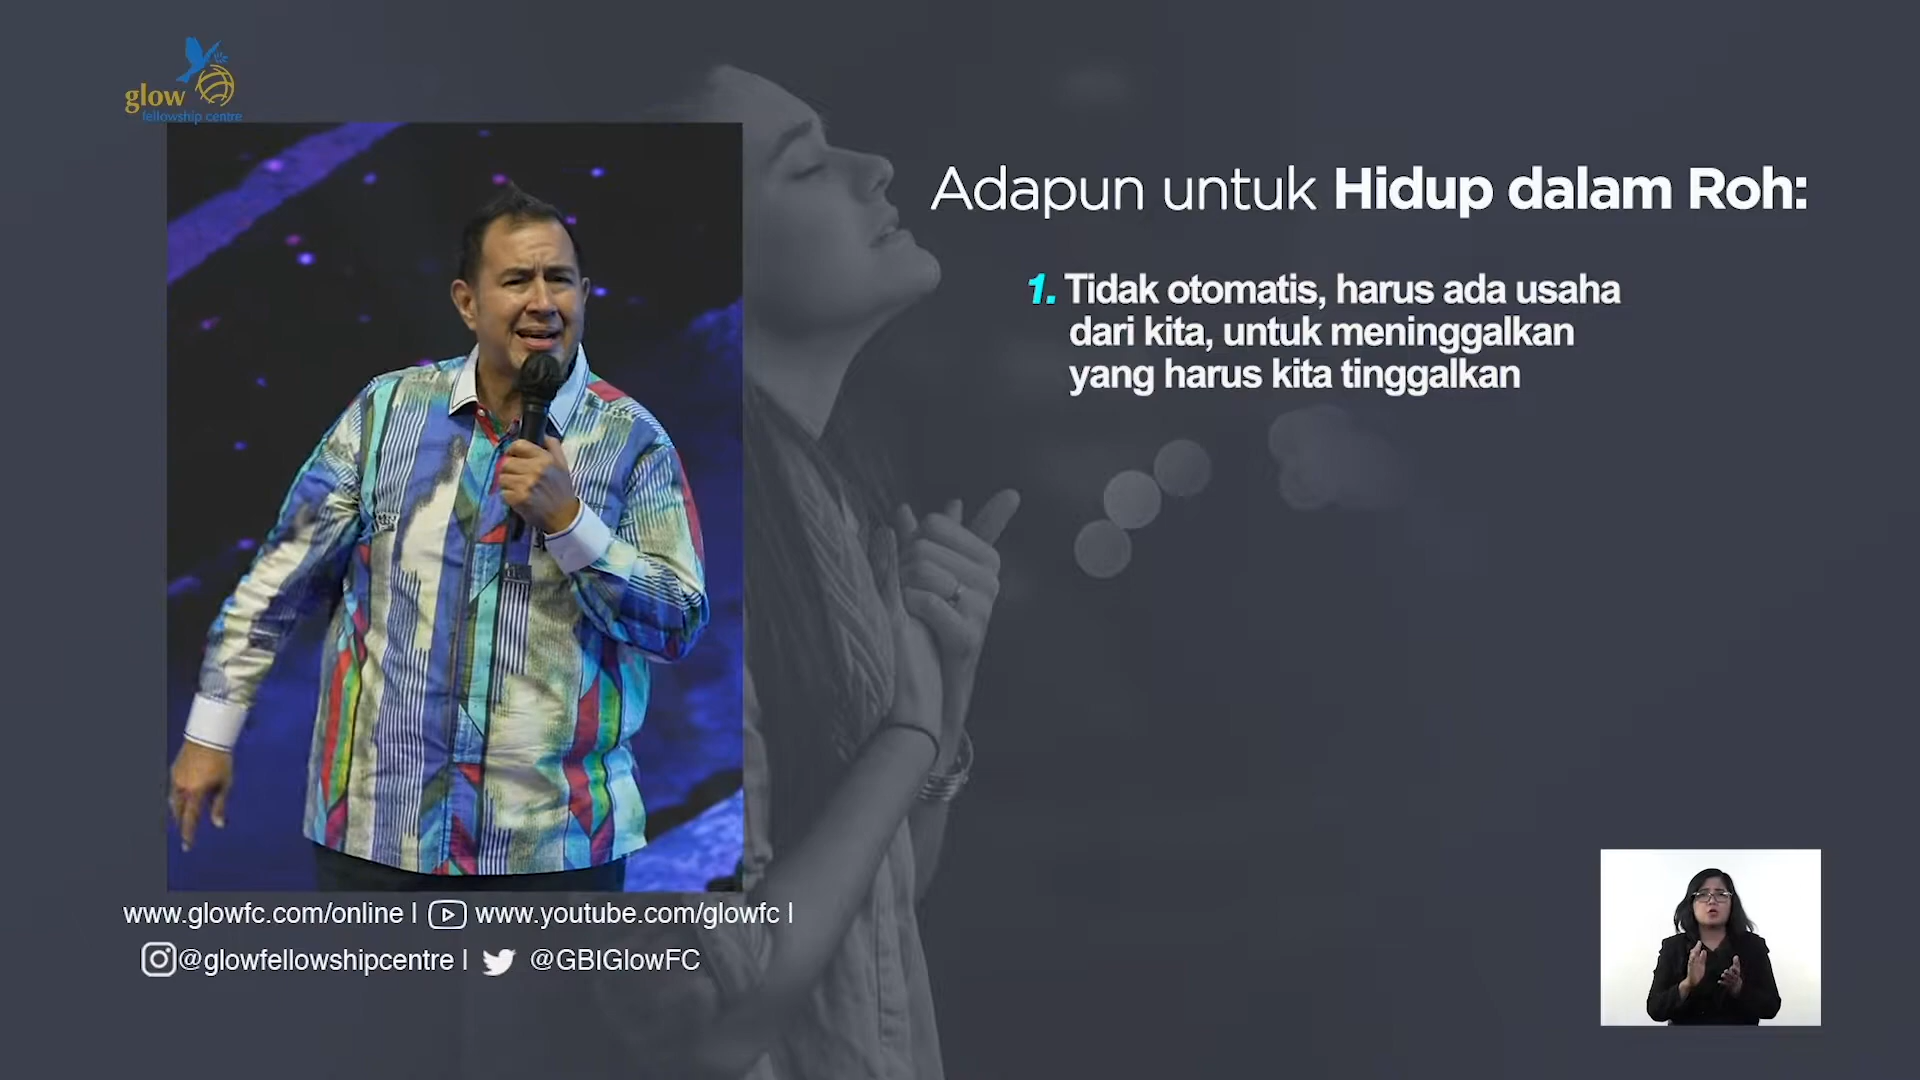 glow
fellowship centre
Adapun untuk Hidup dalam Roh:
1. Tidak otomatis, harus ada usaha
dari kita, untuk meninggalkan
yang harus kita tinggalkan
www.glowfc.com/online | www.youtube.com/glowfc |
@glowfellowshipcentre | @GBIGlowFC